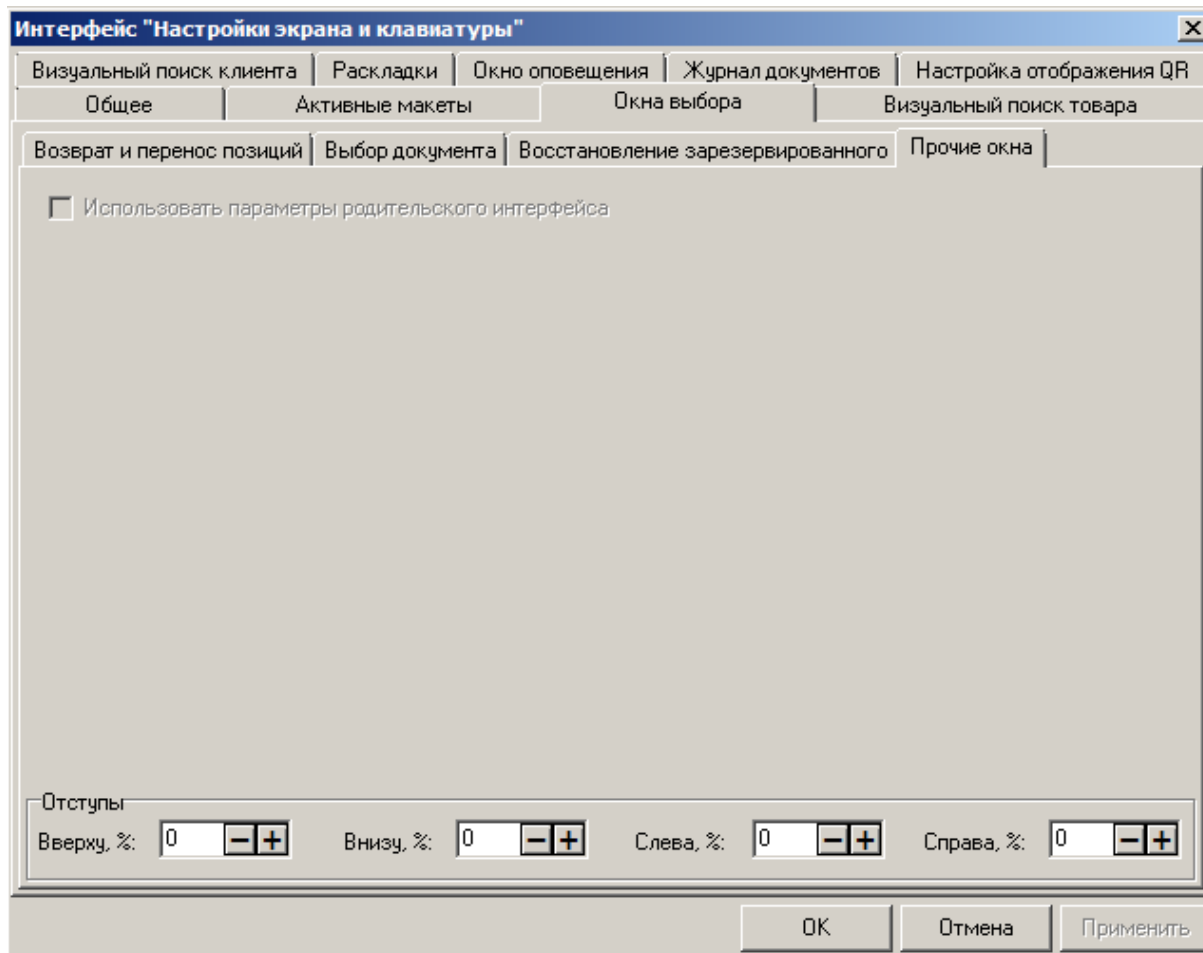 Интерфейс "Настройки экрана и клавиатуры"
Визуальный поиск клиента Раскладки Окно оповещения Журнал документов Настройка отображения QR
Общее Активные макеты Окна выбора Визуальный поиск товара
Возврат и перенос позиций Выбор документа Восстановление зарезервированного Прочие окна
Использовать параметры родительского интерфейса
Отступы
Вверху, %: 0 Внизу, %: 0 Слева, %: 0 Справа, %: 0
OK Отмена Применить